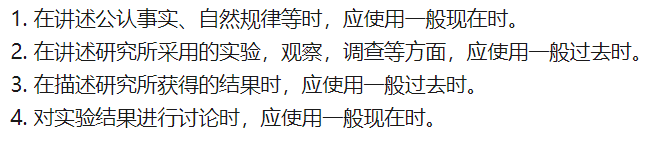 1. 在讲述公认事实、自然规律等时，应使用一般现在时。
2. 在讲述研究所采用的实验，观察，调查等方面，应使用一般过去时。
3. 在描述研究所获得的结果时，应使用一般过去时。
4. 对实验结果进行讨论时，应使用一般现在时。